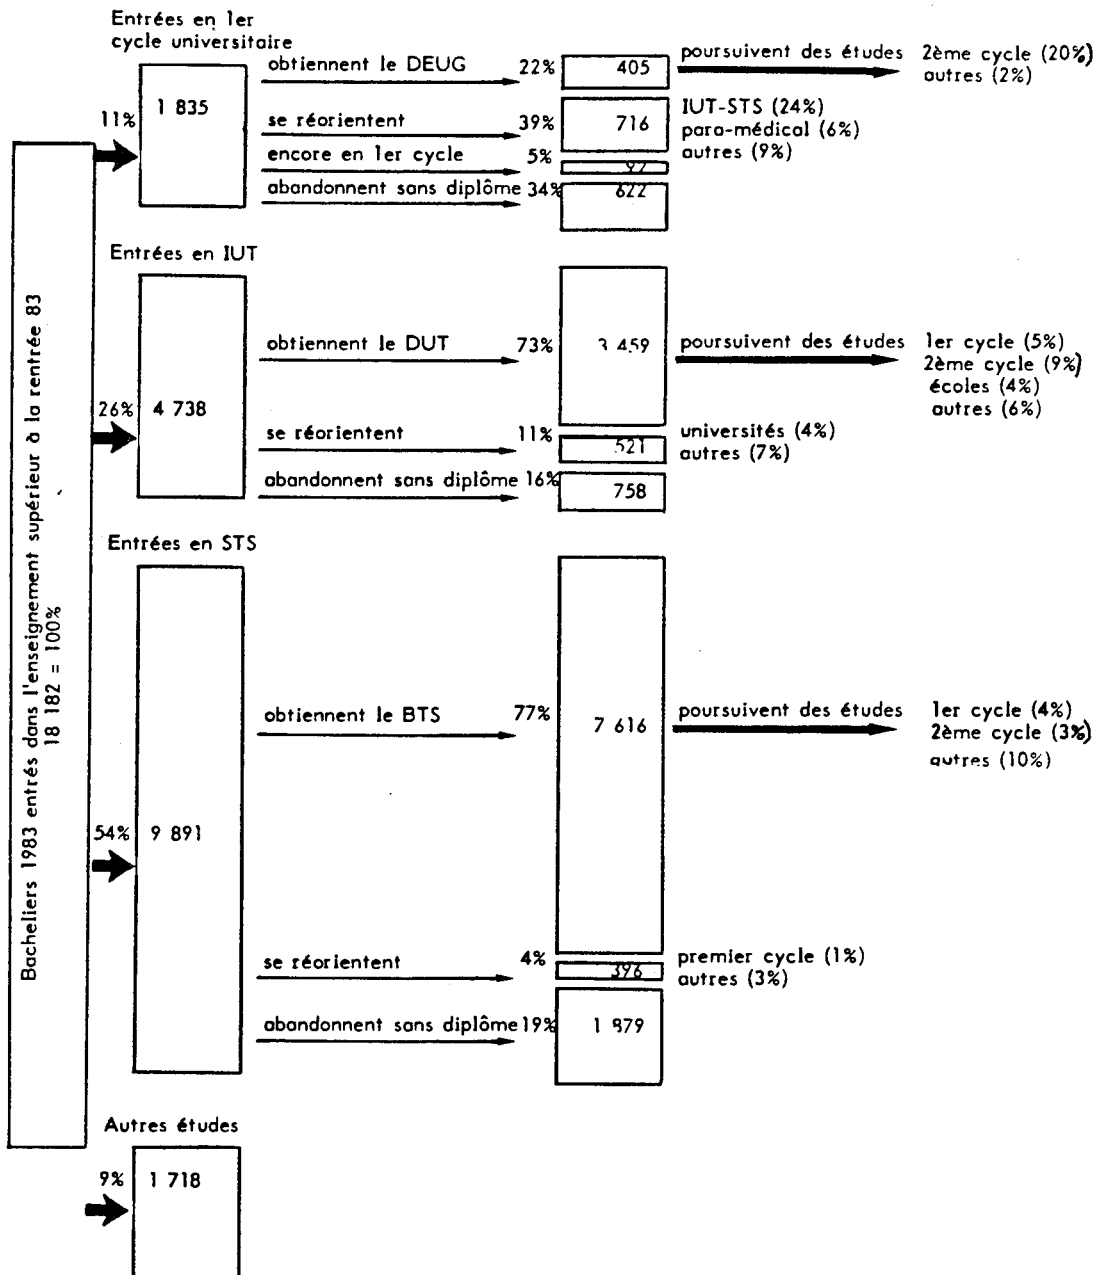 Entrées en 1er
cycle universitaire
11%
1 835
obtiennent le DEUG 22% 405 poursuivent des études 2ème cycle (20%)
autres (2%)
se réorientent 39% 716 IUT-STS (24%)
para-médical (6%)
autres (9%)
encore en 1er cycle 5% 92
abandonnent sans diplôme 34% 622
Entrées en IUT
26%
4 738
obtiennent le DUT 73% 3 459 poursuivent des études 1er cycle (5%)
2ème cycle (9%)
écoles (4%)
autres (6%)
se réorientent 11% 521 universités (4%)
autres (7%)
abandonnent sans diplôme 16% 758
Entrées en STS
54%
9 891
obtiennent le BTS 77% 7 616 poursuivent des études 1er cycle (4%)
2ème cycle (3%)
autres (10%)
se réorientent 4% 396 premier cycle (1%)
autres (3%)
abandonnent sans diplôme 19% 1 879
Autres études
9%
1 718
Bacheliers 1983 entrés dans l'enseignement supérieur à la rentrée 83
18 182 = 100%